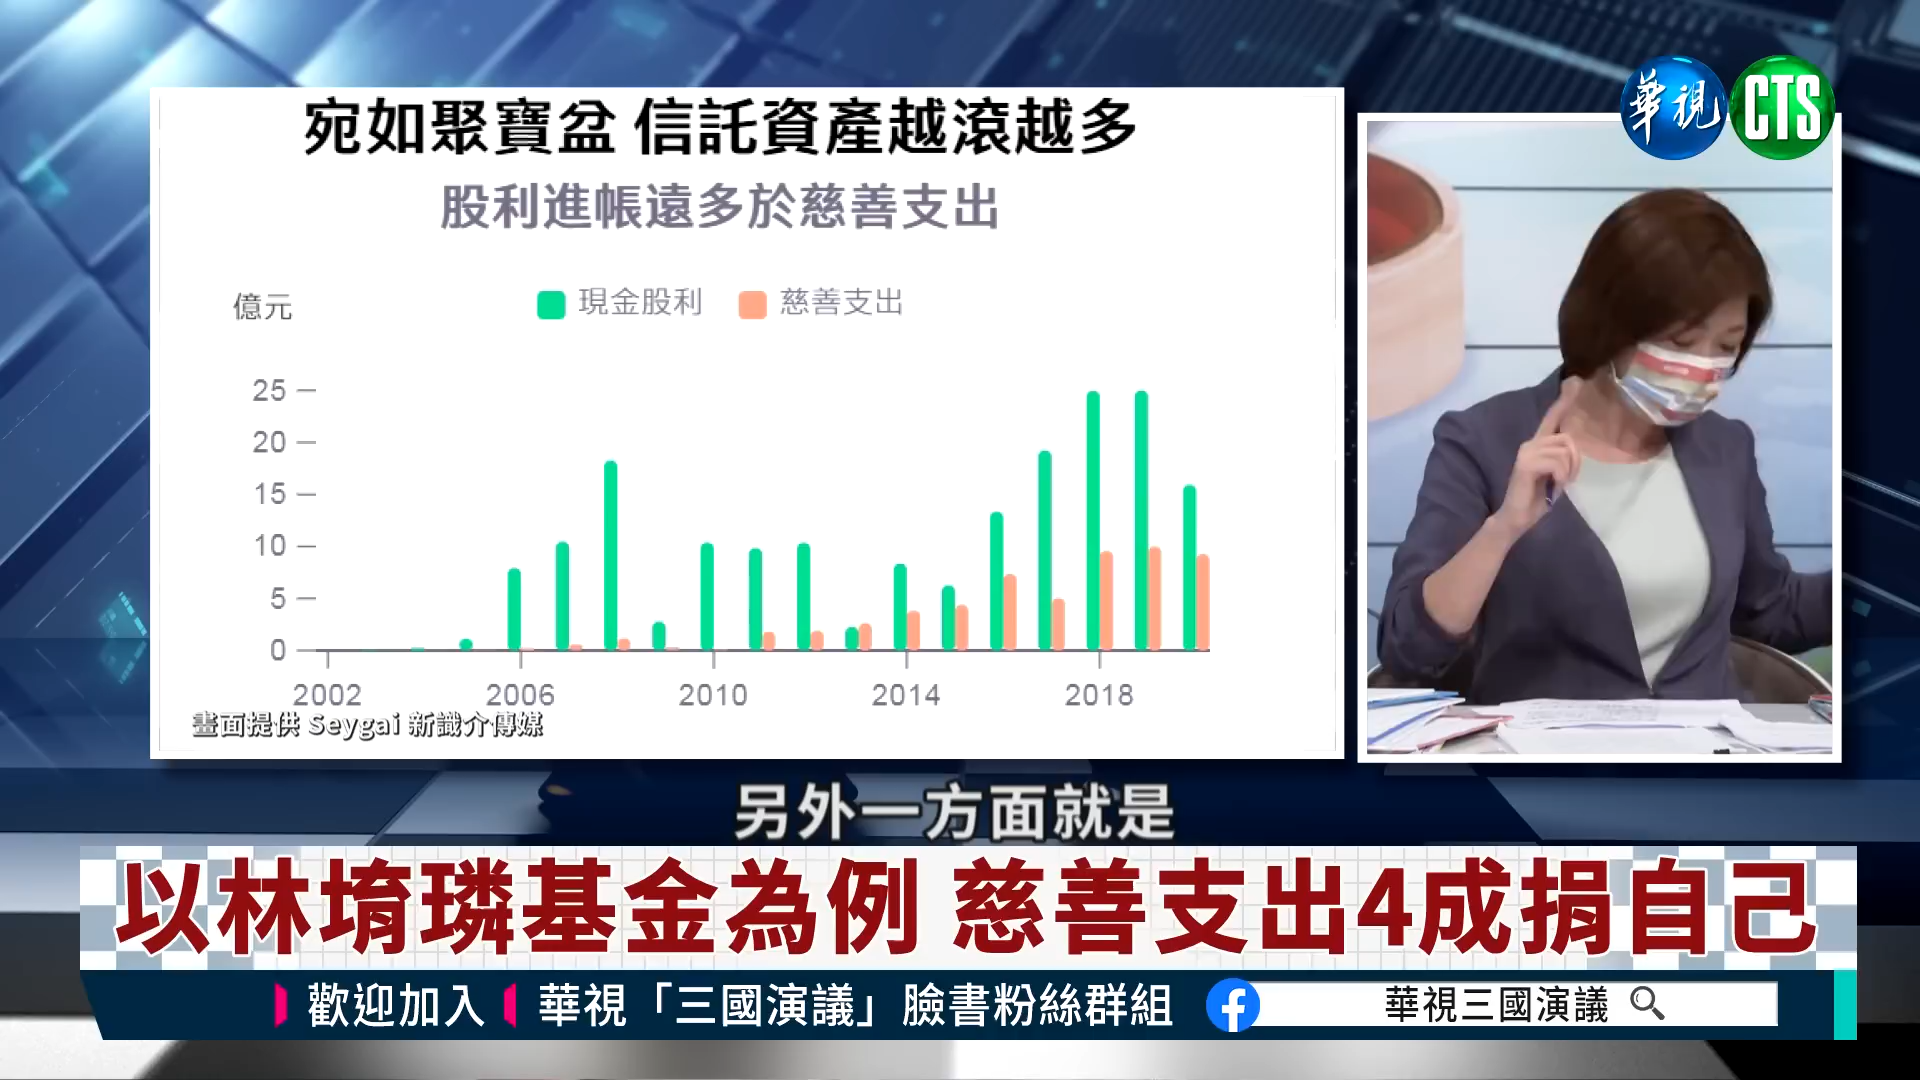 宛如聚寶盆 信託資產越滾越多
股利進帳遠多於慈善支出
億元
現金股利
慈善支出
25
20
15
10
5
0
2002
2006
2010
2014
2018
畫面提供 Seygai 新識介傳媒
華視 CTS
另外一方面就是
以林堉璘基金為例 慈善支出4成捐自己
歡迎加入 華視「三國演議」臉書粉絲群組
華視三國演議